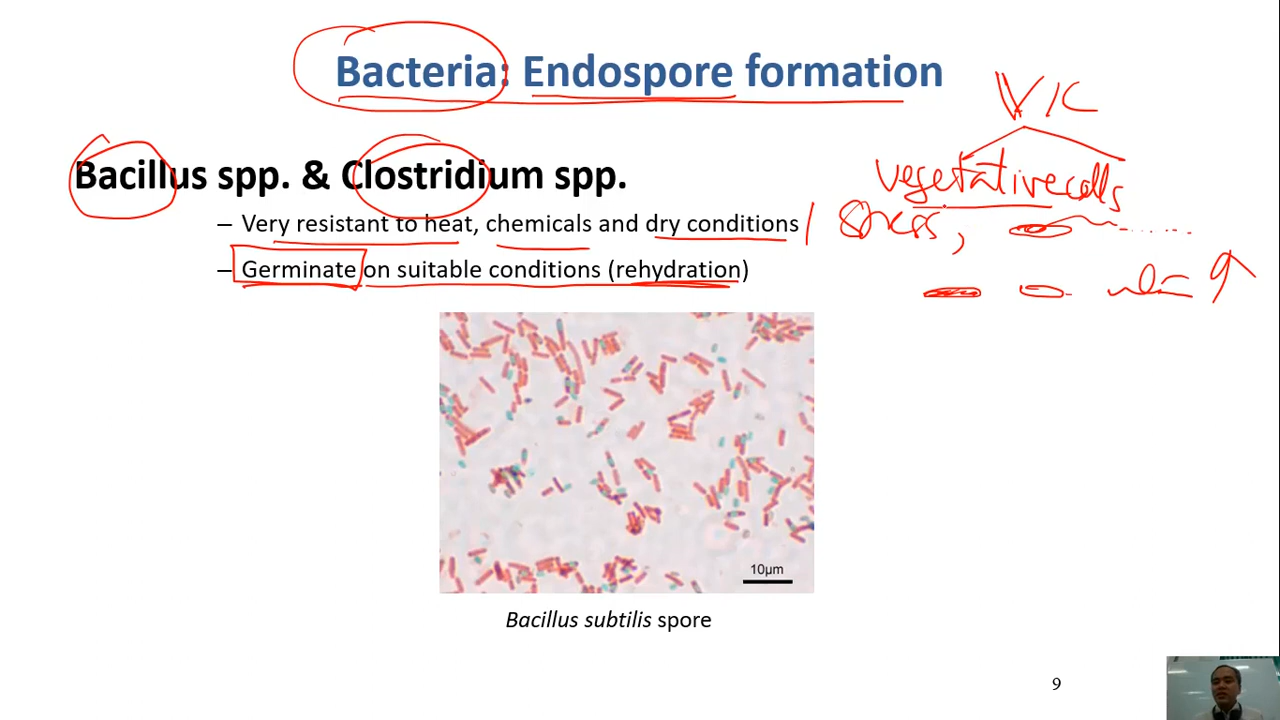 Bacteria: Endospore formation
V/C
Bacillus spp. & Clostridium spp.
vegetative cells
– Very resistant to heat, chemicals and dry conditions / stress,
– Germinate on suitable conditions (rehydration)
10μm
Bacillus subtilis spore
9